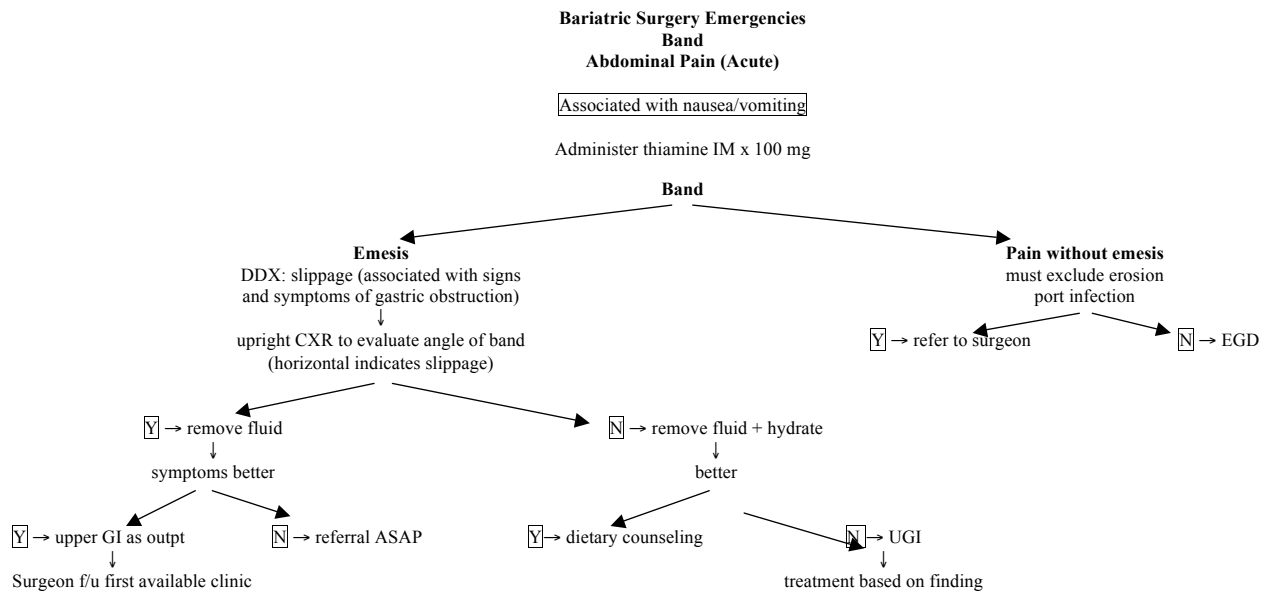 Bariatric Surgery Emergencies
Band
Abdominal Pain (Acute)
Associated with nausea/vomiting
Administer thiamine IM x 100 mg
Band
Emesis
DDX: slippage (associated with signs
and symptoms of gastric obstruction)
↓
upright CXR to evaluate angle of band
(horizontal indicates slippage)
Pain without emesis
must exclude erosion
port infection
Y → refer to surgeon
N → EGD
Y → remove fluid
↓
symptoms better
N → remove fluid + hydrate
↓
better
Y → upper GI as outpt
↓
Surgeon f/u first available clinic
N → referral ASAP
Y → dietary counseling
N → UGI
↓
treatment based on finding